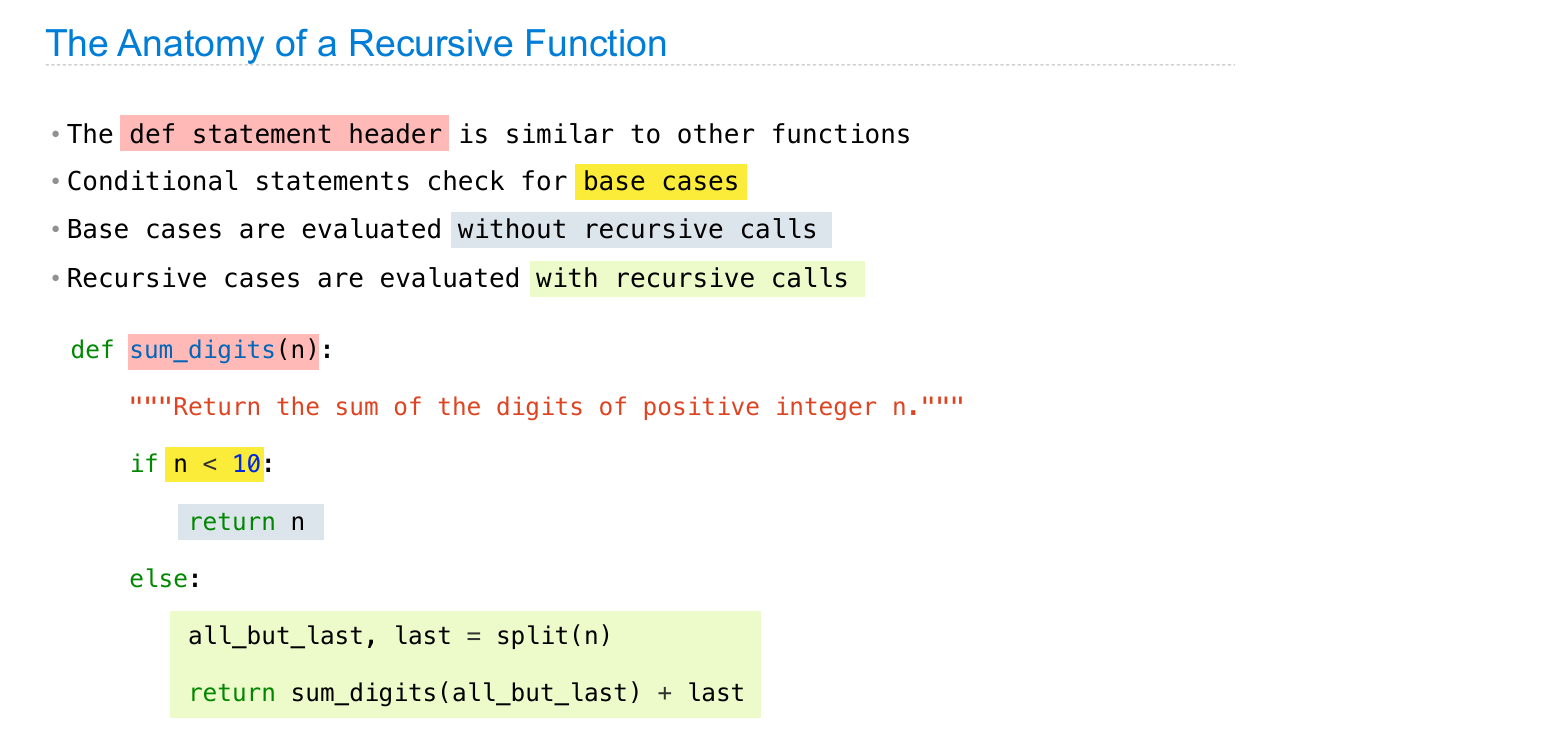 The Anatomy of a Recursive Function
• The def statement header is similar to other functions
• Conditional statements check for base cases
• Base cases are evaluated without recursive calls
• Recursive cases are evaluated with recursive calls
def sum_digits(n):
"""Return the sum of the digits of positive integer n."""
if n < 10:
return n
else:
all_but_last, last = split(n)
return sum_digits(all_but_last) + last